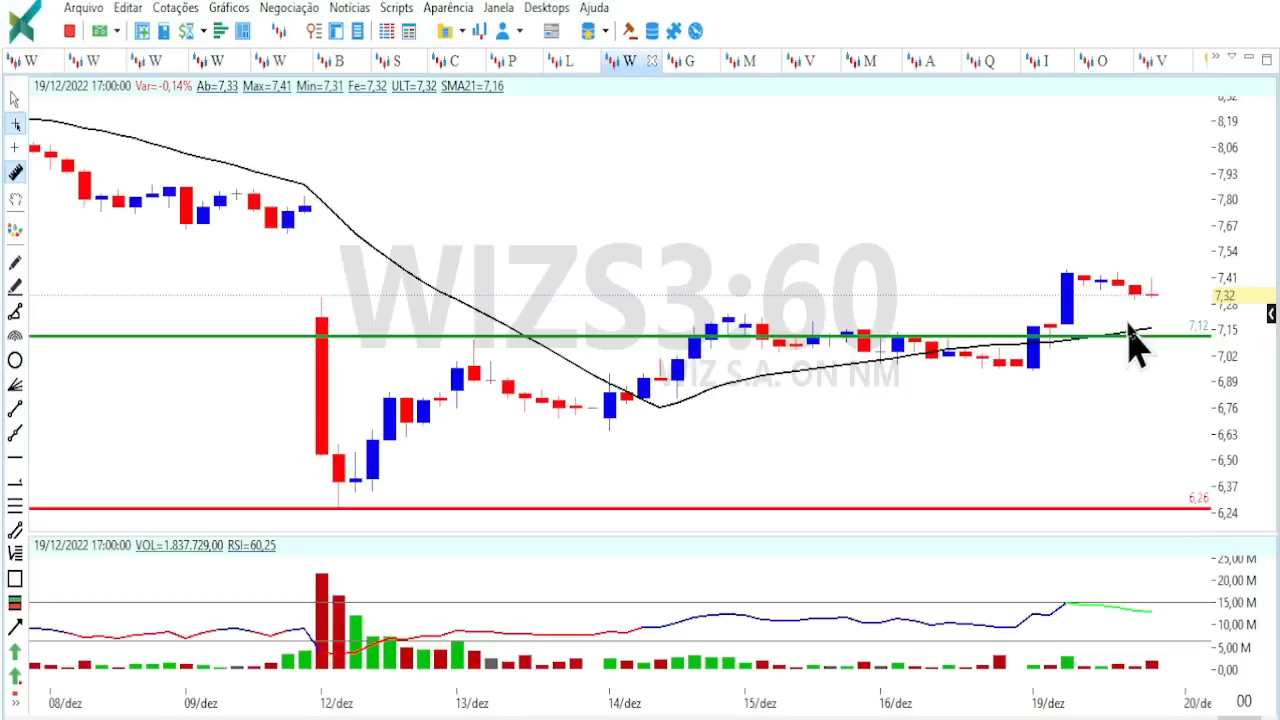 Arquivo Editar Cotações Gráficos Negociação Notícias Scripts Aparência Janela Desktops Ajuda
W W W W W B S C P L W G M V M A Q I O V
19/12/2022 17:00:00 Var=-0,14% Ab=7,33 Max=7,41 Min=7,31 Fe=7,32 ULT=7,32 SMA21=7,16
8,32
8,19
8,06
7,93
7,80
7,67
7,54
7,41
7,32
7,28
7,12
7,15
7,02
6,89
6,76
6,63
6,50
6,37
6,26
6,24
WIZS3:60
WIZ S.A. ON NM
19/12/2022 17:00:00 VOL=1.837.729,00 RSI=60,25
25,00 M
20,00 M
15,00 M
10,00 M
5,00 M
0,00
08/dez 09/dez 12/dez 13/dez 14/dez 15/dez 16/dez 19/dez 20/de 00